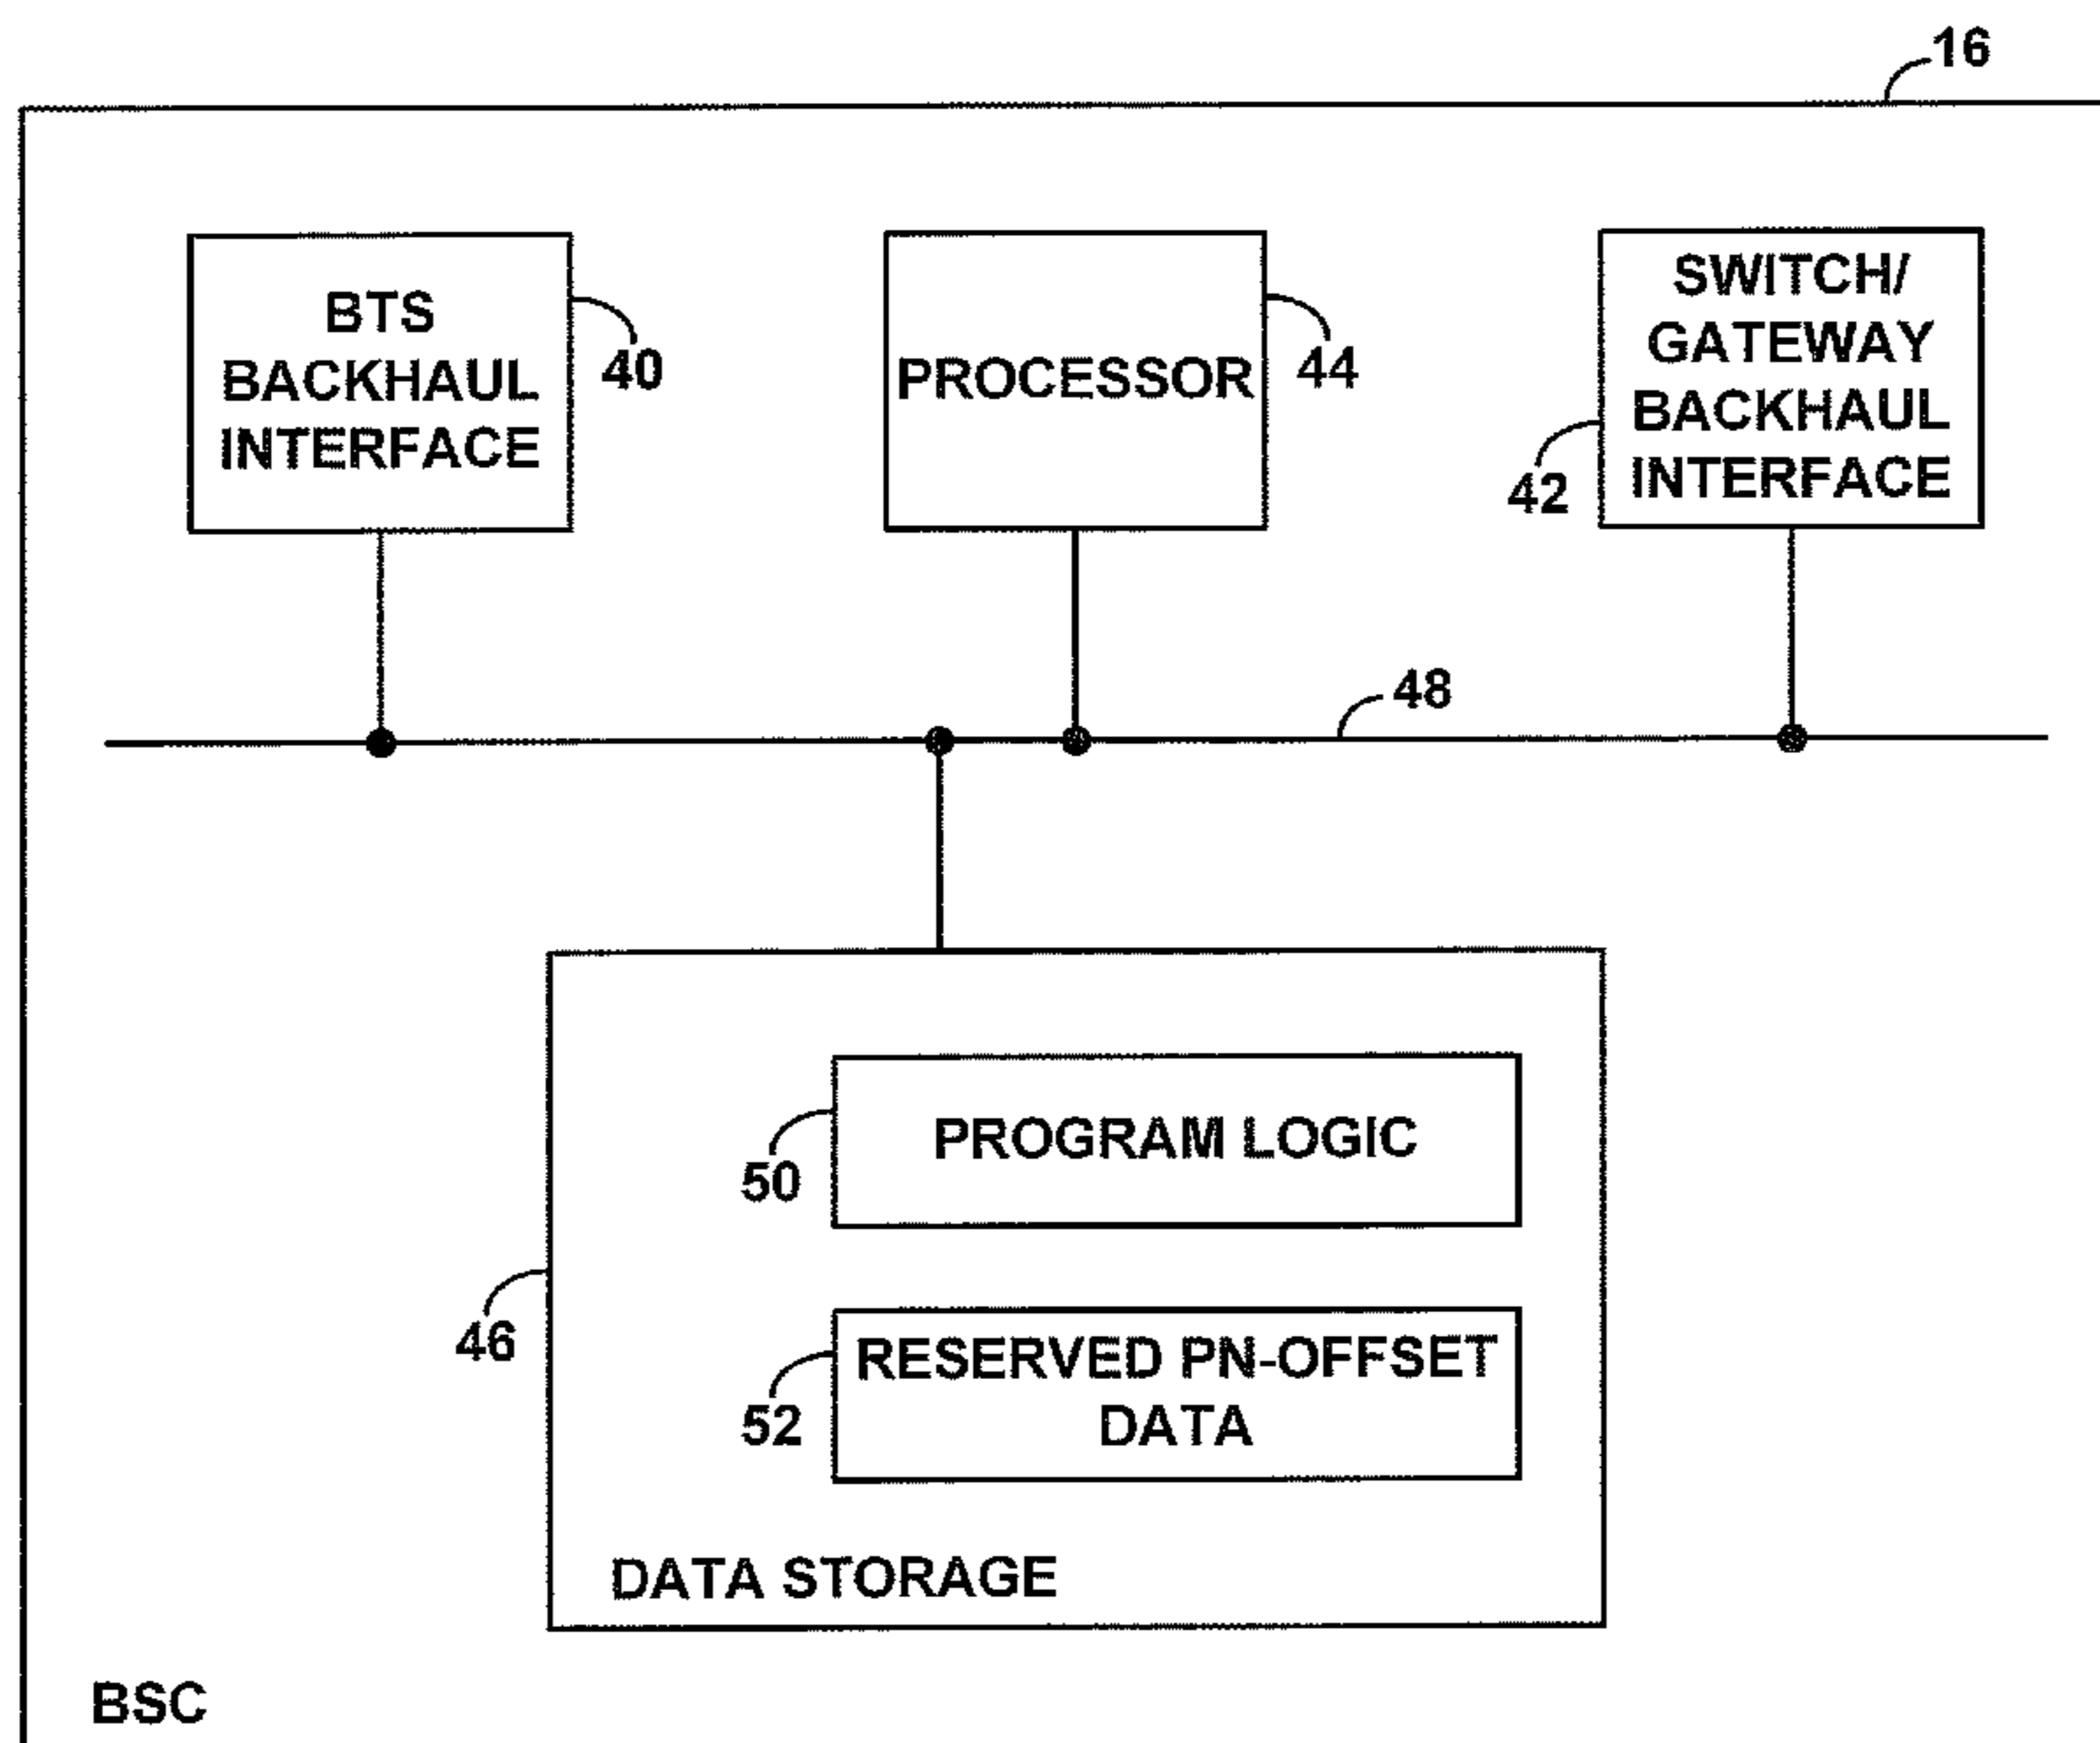 16
BTS
BACKHAUL
INTERFACE
40
PROCESSOR
44
SWITCH/
GATEWAY
BACKHAUL
INTERFACE
42
48
PROGRAM LOGIC
50
RESERVED PN-OFFSET
DATA
52
46
DATA STORAGE
BSC